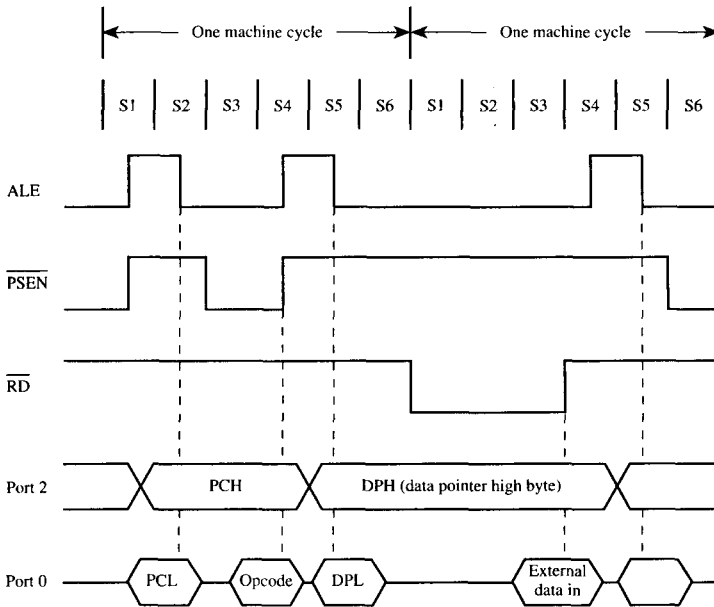 One machine cycle One machine cycle
S1 S2 S3 S4 S5 S6 S1 S2 S3 S4 S5 S6
ALE
PSEN
RD
Port 2 PCH DPH (data pointer high byte)
Port 0 PCL Opcode DPL External data in